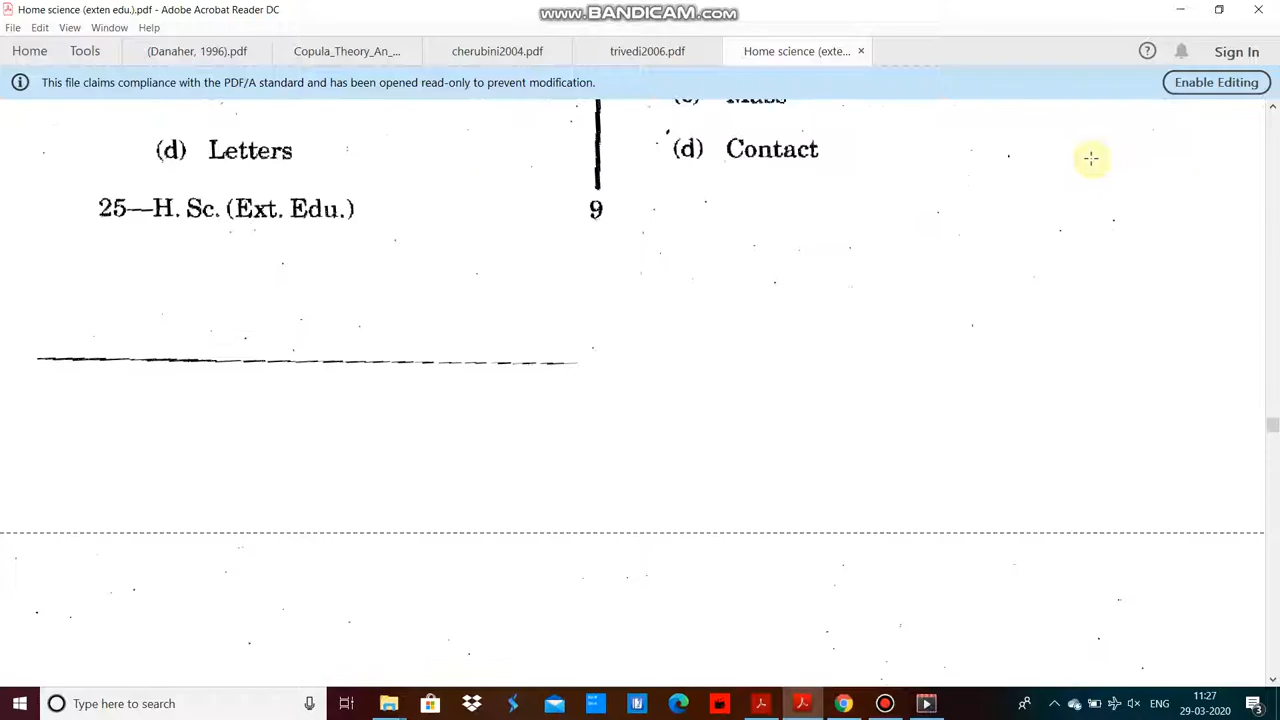 Home science (exten edu.).pdf - Adobe Acrobat Reader DC
www.BANDICAM.com
File Edit View Window Help
Home Tools (Danaher, 1996).pdf Copula_Theory_An_... cherubini2004.pdf trivedi2006.pdf Home science (exte... × Sign In
This file claims compliance with the PDF/A standard and has been opened read-only to prevent modification. Enable Editing
(d) Letters
25—H. Sc. (Ext. Edu.)
9
(c) Mass
(d) Contact
Type here to search
ENG
11:27
29-03-2020
3